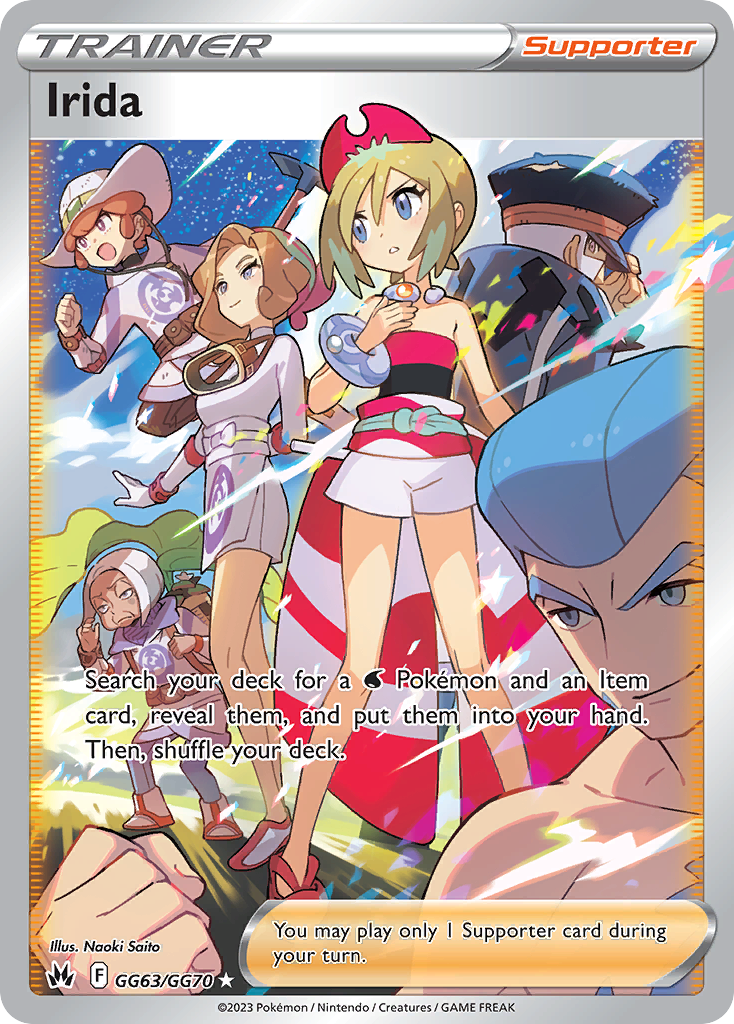 TRAINER
Supporter
Irida
Search your deck for a Pokémon and an Item
card, reveal them, and put them into your hand.
Then, shuffle your deck.
You may play only 1 Supporter card during
your turn.
Illus. Naoki Saito
F GG63/GG70 ★
©2023 Pokémon / Nintendo / Creatures / GAME FREAK